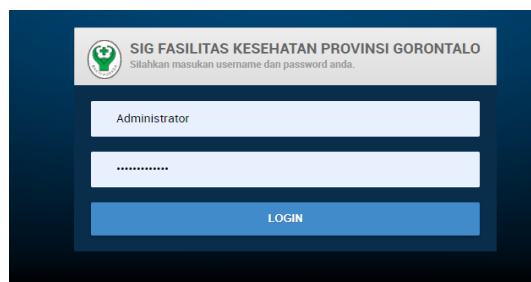 SIG FASILITAS KESEHATAN PROVINSI GORONTALO
Silahkan masukan username dan password anda.
Administrator
•••••••••••••
LOGIN